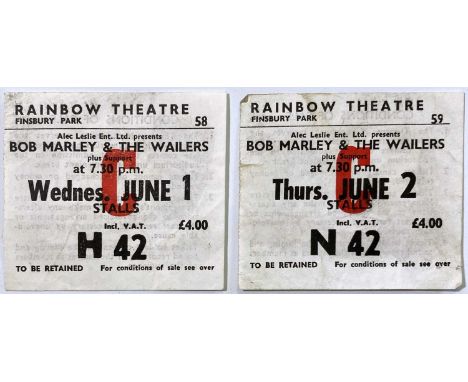 RAINBOW THEATRE
FINSBURY PARK 58
Alec Leslie Ent. Ltd. presents
BOB MARLEY & THE WAILERS
plus Support
at 7.30 p.m.
Wednes. JUNE 1
STALLS
Incl. V.A.T. £4.00
H 42
TO BE RETAINED For conditions of sale see over
RAINBOW THEATRE
FINSBURY PARK 59
Alec Leslie Ent. Ltd. presents
BOB MARLEY & THE WAILERS
plus Support
at 7.30 p.m.
Thurs. JUNE 2
STALLS
Incl. V.A.T. £4.00
N 42
TO BE RETAINED For conditions of sale see over